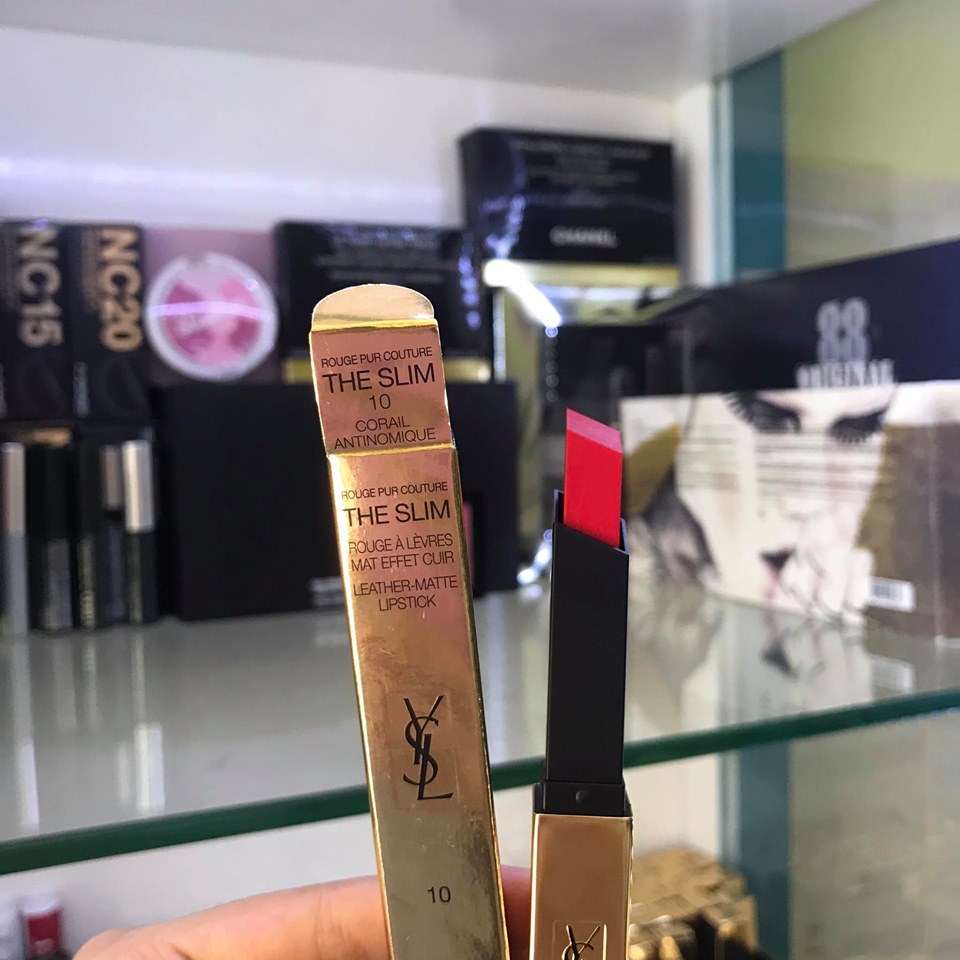 NC15
NC20
CHANEL
88
ORIGINAL
ROUGE PUR COUTURE
THE SLIM
10
CORAIL
ANTINOMIQUE
ROUGE PUR COUTURE
THE SLIM
ROUGE À LÈVRES
MAT EFFET CUIR
LEATHER-MATTE
LIPSTICK
YSL
10
YSL